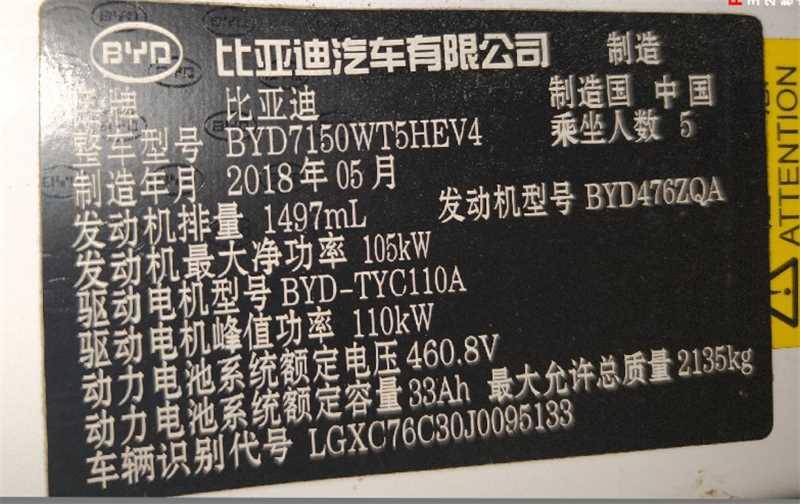 BYD 比亚迪汽车有限公司 制造
品牌 比亚迪 制造国 中国
整车型号 BYD7150WT5HEV4 乘坐人数 5
制造年月 2018年05月
发动机排量 1497mL 发动机型号 BYD476ZQA
发动机最大净功率 105kW
驱动电机型号 BYD-TYC110A
驱动电机峰值功率 110kW
动力电池系统额定电压 460.8V
动力电池系统额定容量 33Ah 最大允许总质量 2135kg
车辆识别代号 LGXC76C30J0095133
ATTENTION